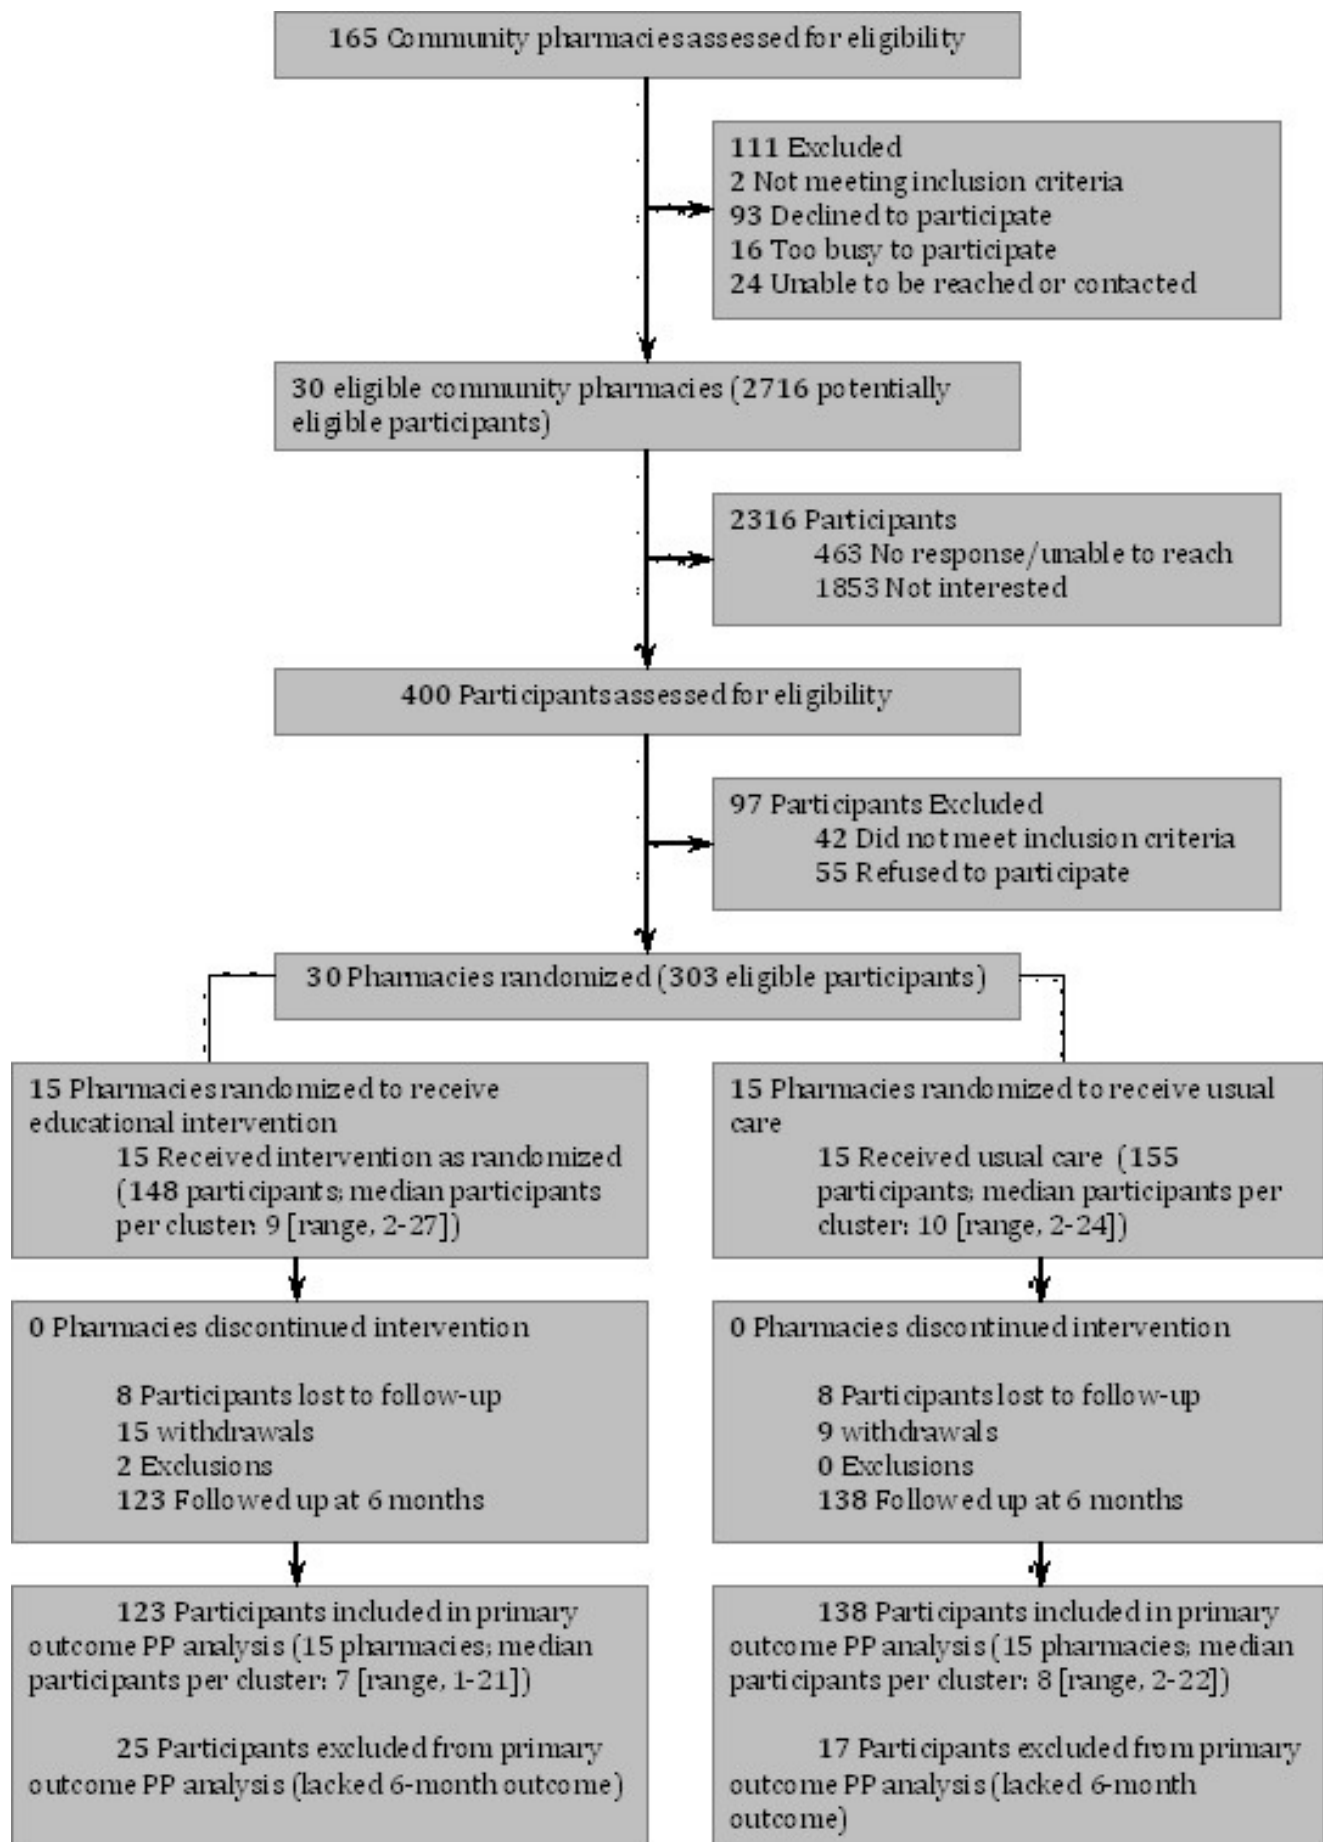 165 Community pharmacies assessed for eligibility
111 Excluded
2 Not meeting inclusion criteria
93 Declined to participate
16 Too busy to participate
24 Unable to be reached or contacted
30 eligible community pharmacies (2716 potentially
eligible participants)
2316 Participants
463 No response/unable to reach
1853 Not interested
400 Participants assessed for eligibility
97 Participants Excluded
42 Did not meet inclusion criteria
55 Refused to participate
30 Pharmacies randomized (303 eligible participants)
15 Pharmacies randomized to receive
educational intervention
15 Received intervention as randomized
(148 participants; median participants
per cluster: 9 [range, 2-27])
15 Pharmacies randomized to receive usual
care
15 Received usual care (155
participants; median participants per
cluster: 10 [range, 2-24])
0 Pharmacies discontinued intervention
8 Participants lost to follow-up
15 withdrawals
2 Exclusions
123 Followed up at 6 months
0 Pharmacies discontinued intervention
8 Participants lost to follow-up
9 withdrawals
0 Exclusions
138 Followed up at 6 months
123 Participants included in primary
outcome PP analysis (15 pharmacies; median
participants per cluster: 7 [range, 1-21])
25 Participants excluded from primary
outcome PP analysis (lacked 6-month outcome)
138 Participants included in primary
outcome PP analysis (15 pharmacies; median
participants per cluster: 8 [range, 2-22])
17 Participants excluded from primary
outcome PP analysis (lacked 6-month
outcome)